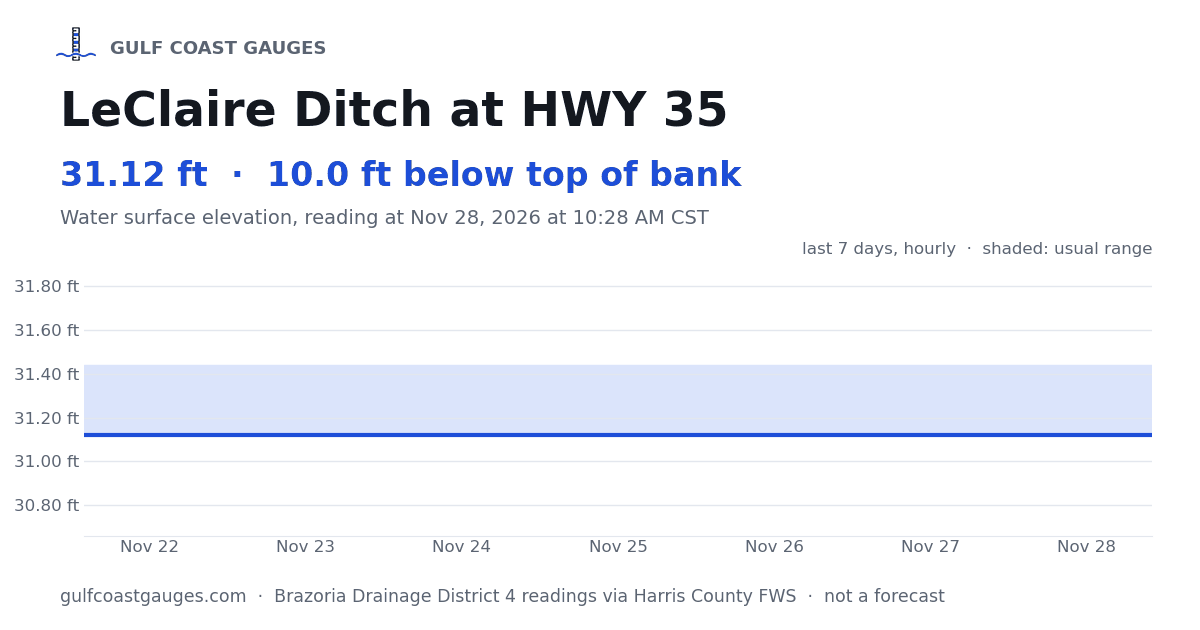 GULF COAST GAUGES
LeClaire Ditch at HWY 35
31.12 ft · 10.0 ft below top of bank
Water surface elevation, reading at Nov 28, 2026 at 10:28 AM CST
last 7 days, hourly · shaded: usual range
31.80 ft
31.60 ft
31.40 ft
31.20 ft
31.00 ft
30.80 ft
Nov 22 Nov 23 Nov 24 Nov 25 Nov 26 Nov 27 Nov 28
gulfcoastgauges.com · Brazoria Drainage District 4 readings via Harris County FWS · not a forecast